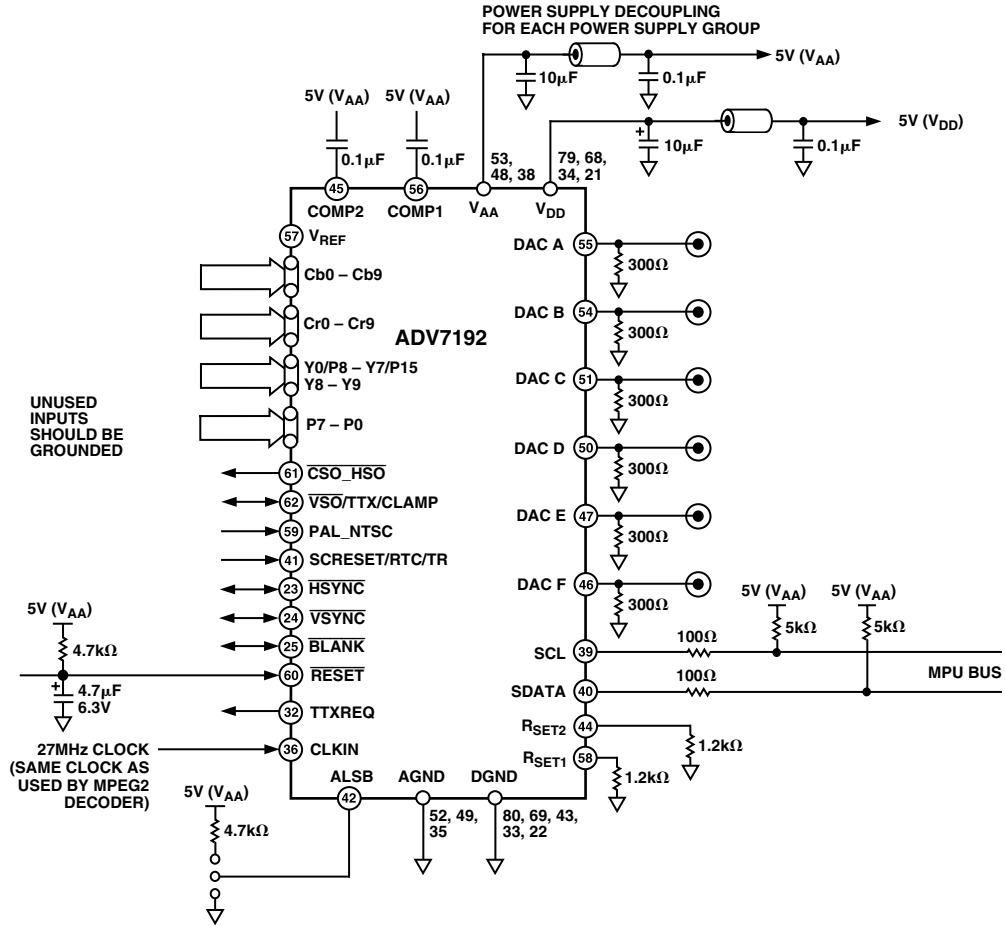 POWER SUPPLY DECOUPLING
FOR EACH POWER SUPPLY GROUP
5V (VAA)
10µF
0.1µF
5V (VAA)
5V (VAA)
5V (VDD)
0.1µF
0.1µF
53,
48, 38
79, 68,
34, 21
+
10µF
0.1µF
45
56
COMP2
COMP1
VAA
VDD
57
VREF
Cb0 – Cb9
Cr0 – Cr9
Y0/P8 – Y7/P15
Y8 – Y9
P7 – P0
ADV7192
UNUSED
INPUTS
SHOULD BE
GROUNDED
DAC A
55
300Ω
DAC B
54
300Ω
DAC C
51
300Ω
DAC D
50
300Ω
DAC E
47
300Ω
DAC F
46
300Ω
61
CSO_HSO
62
VSO/TTX/CLAMP
59
PAL_NTSC
41
SCRESET/RTC/TR
23
HSYNC
24
VSYNC
25
BLANK
60
RESET
32
TTXREQ
36
CLKIN
5V (VAA)
4.7kΩ
+
4.7µF
6.3V
27MHz CLOCK
(SAME CLOCK AS
USED BY MPEG2
DECODER)
5V (VAA)
5V (VAA)
5kΩ
5kΩ
SCL
39
100Ω
SDATA
40
100Ω
MPU BUS
RSET2
44
1.2kΩ
RSET1
58
1.2kΩ
ALSB
AGND
DGND
42
52, 49,
35
80, 69, 43,
33, 22
5V (VAA)
4.7kΩ